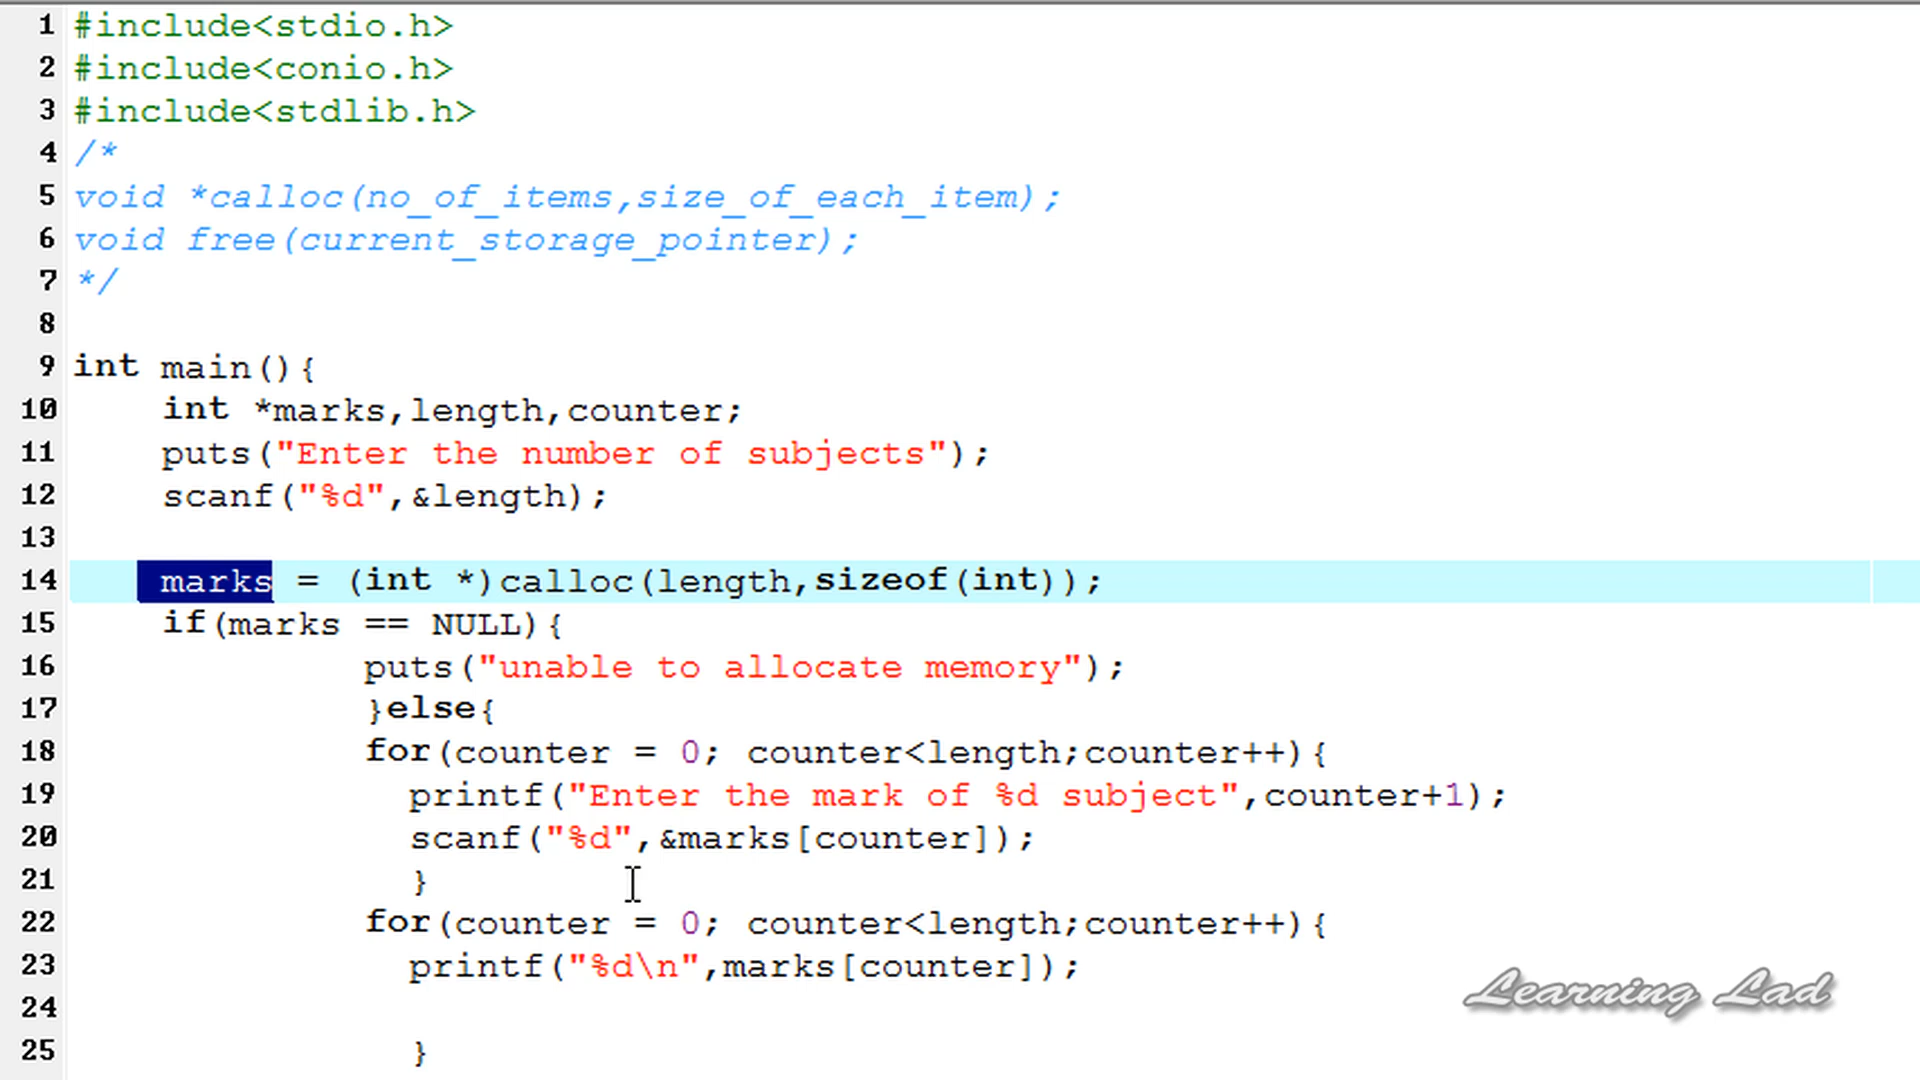 1 #include<stdio.h>
2 #include<conio.h>
3 #include<stdlib.h>
4 /*
5 void *calloc(no_of_items,size_of_each_item);
6 void free(current_storage_pointer);
7 */
8
9 int main(){
10 int *marks,length,counter;
11 puts("Enter the number of subjects");
12 scanf("%d",&length);
13
14 marks = (int *)calloc(length,sizeof(int));
15 if(marks == NULL){
16 puts("unable to allocate memory");
17 }else{
18 for(counter = 0; counter<length;counter++){
19 printf("Enter the mark of %d subject",counter+1);
20 scanf("%d",&marks[counter]);
21 }
22 for(counter = 0; counter<length;counter++){
23 printf("%d\n",marks[counter]);
24
25 }
Learning Lad